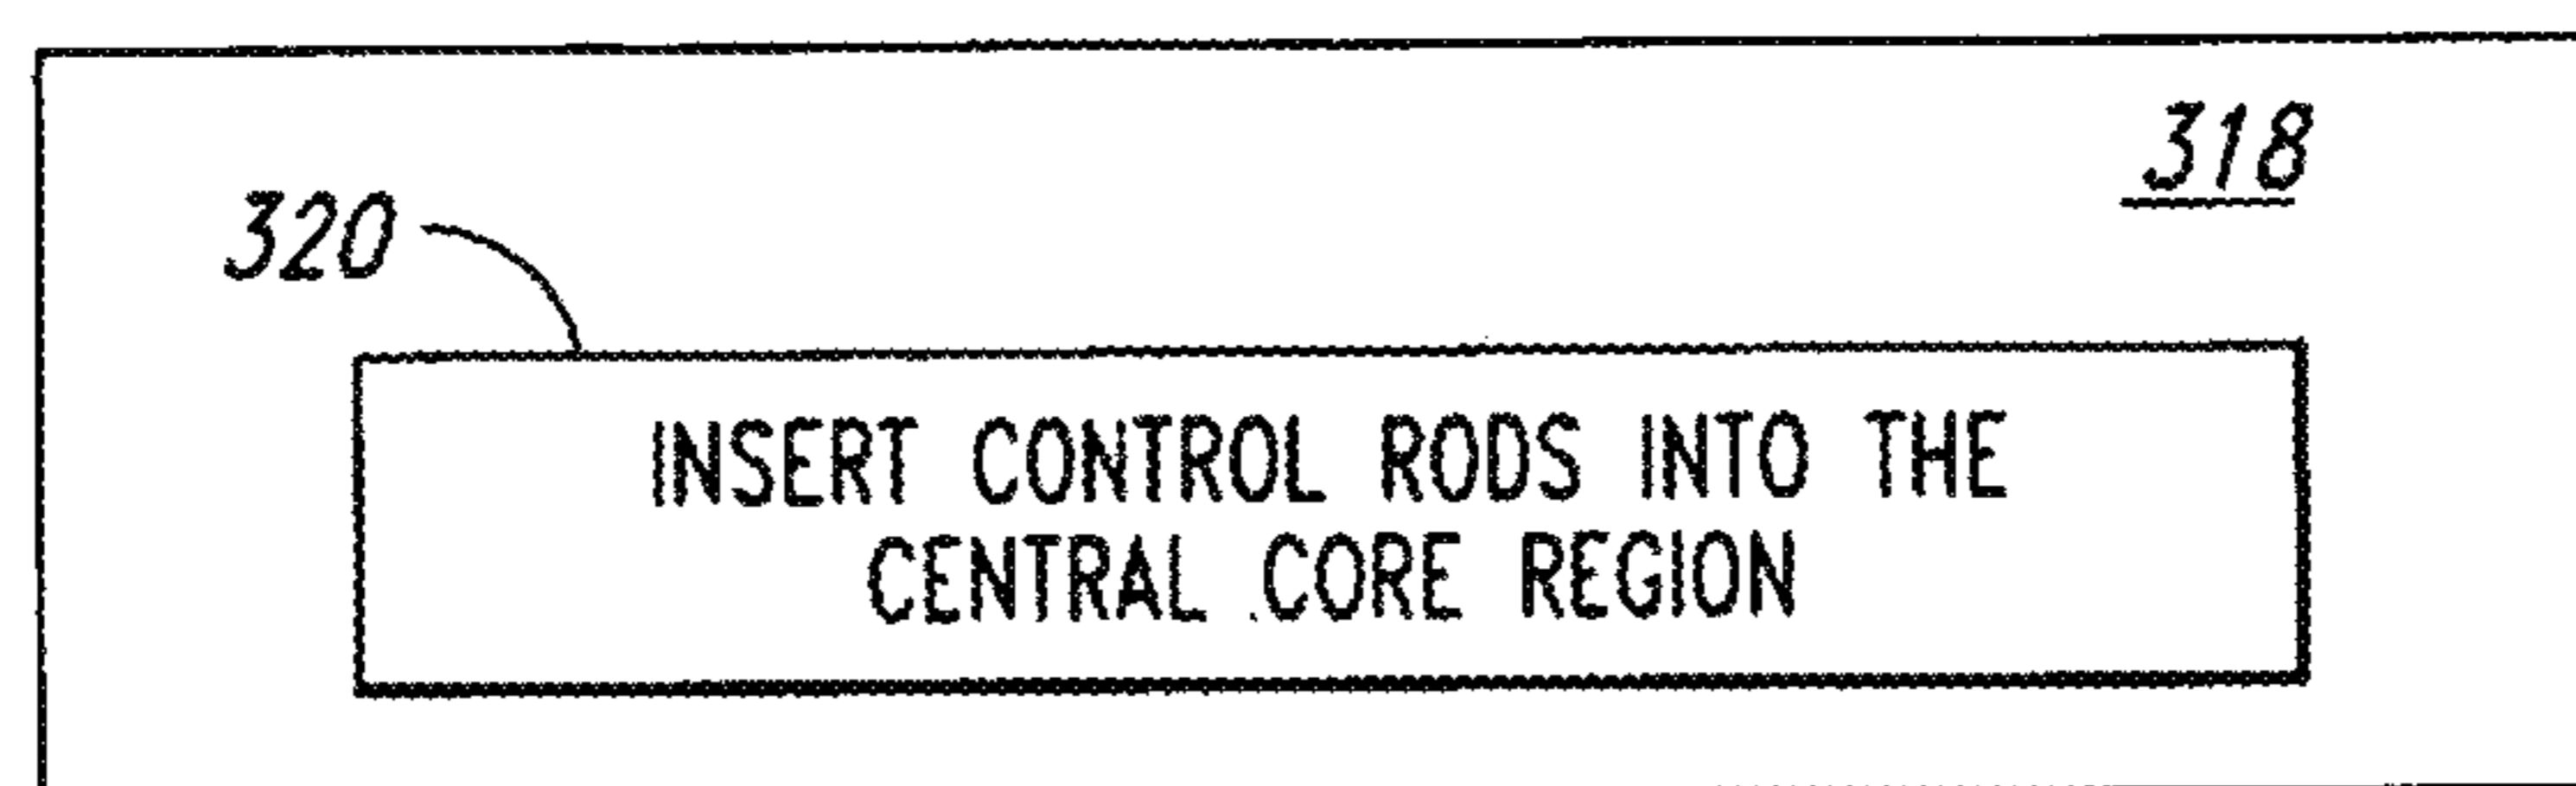 318
320
INSERT CONTROL RODS INTO THE
CENTRAL CORE REGION